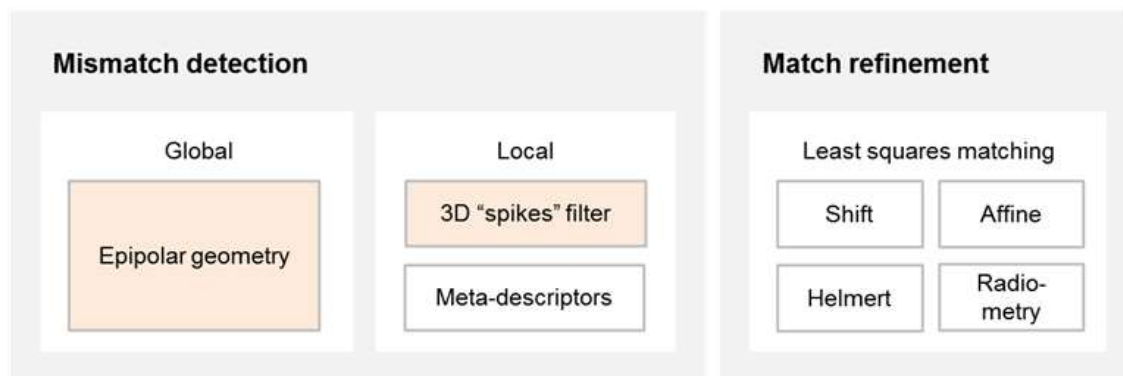 Mismatch detection
Global
Epipolar geometry
Local
3D “spikes” filter
Meta-descriptors
Match refinement
Least squares matching
Shift
Affine
Helmert
Radio-
metry